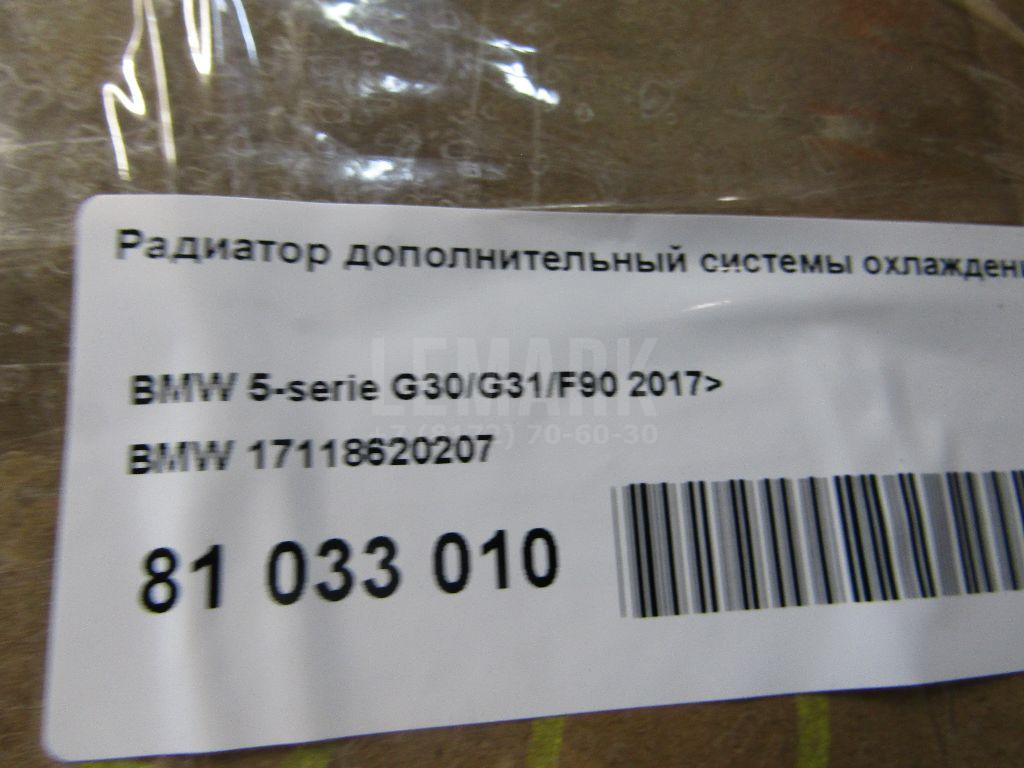 Радиатор дополнительный системы охлажден
BMW 5-serie G30/G31/F90 2017>
LEMARK
+7 (8172) 70-60-30
BMW 17118620207
81 033 010